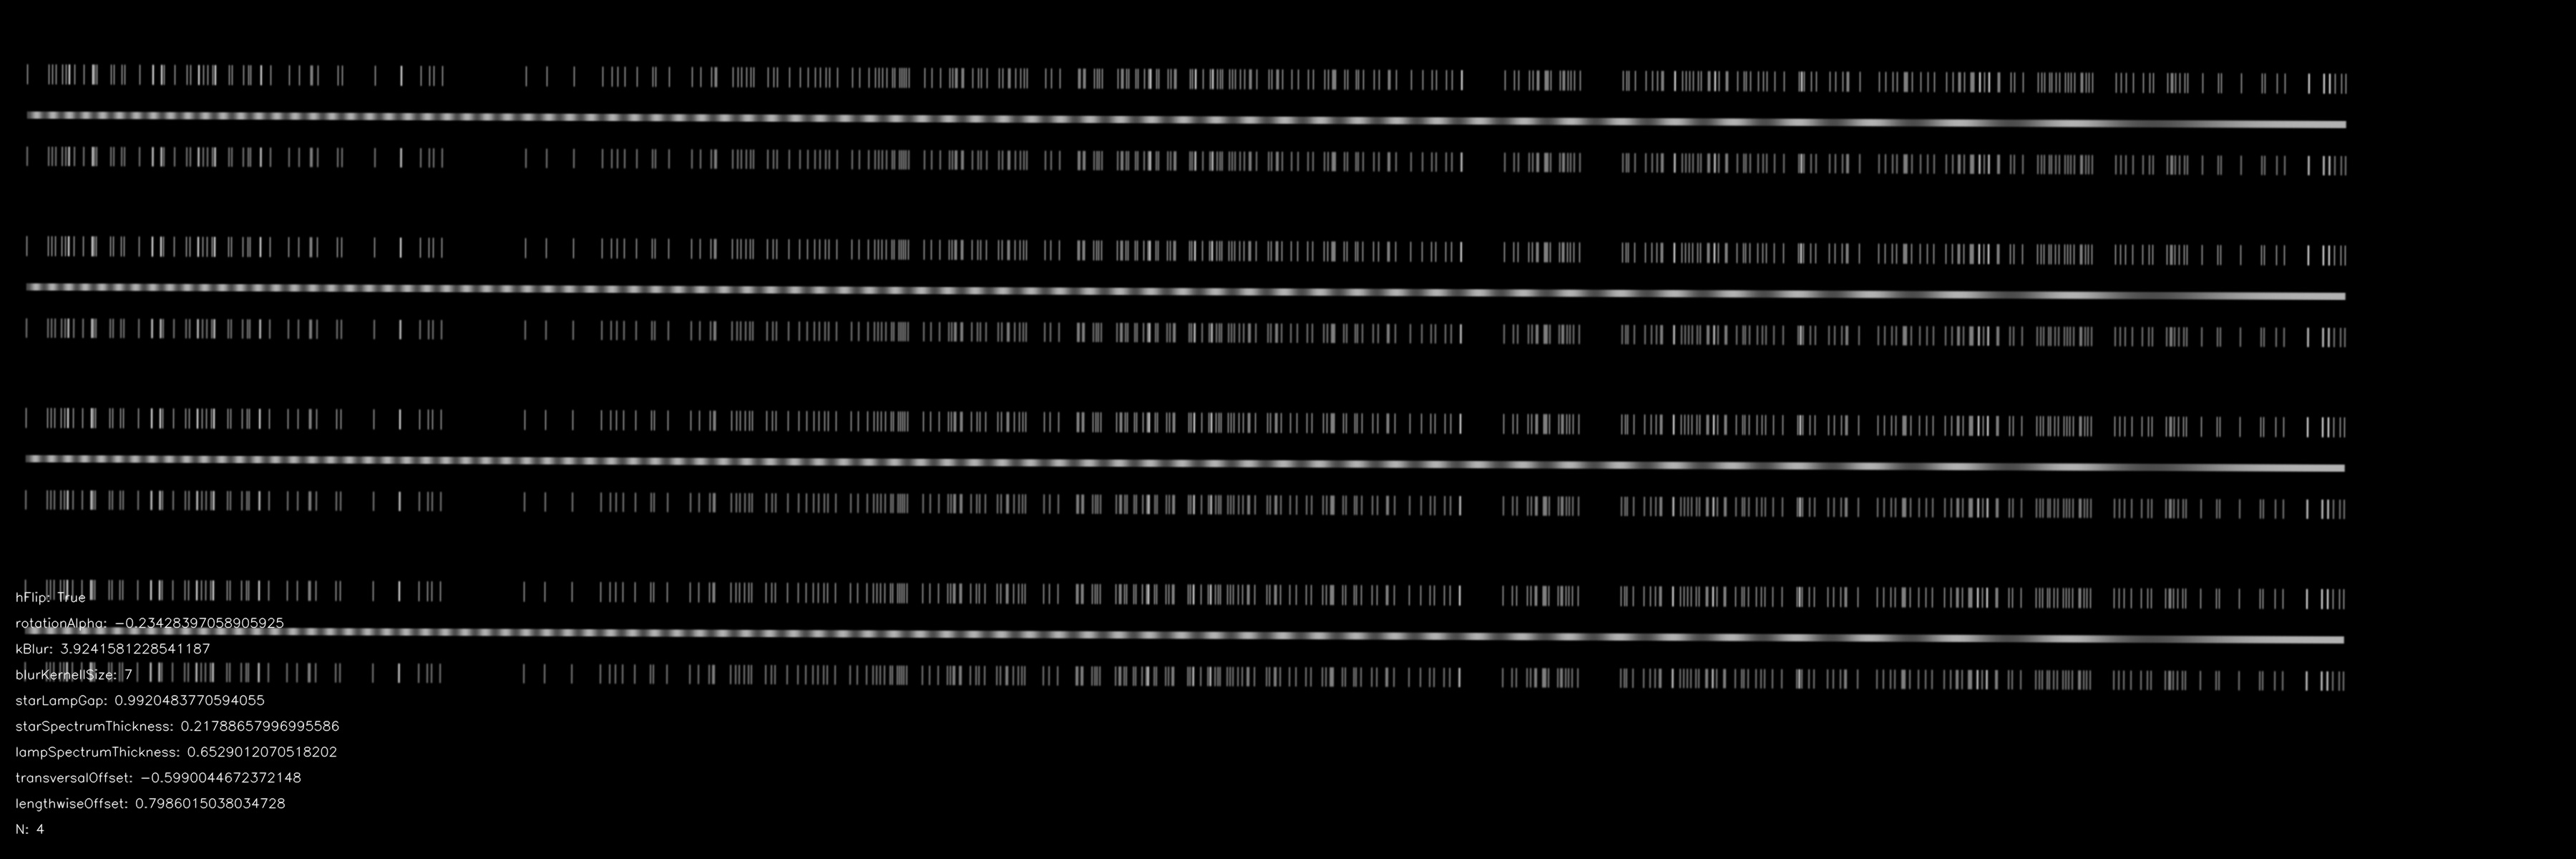 hFlip: True
rotationAlpha: −0.23428397058905925
kBlur: 3.9241581228541187
blurKernellSize: 7
starLampGap: 0.9920483770594055
starSpectrumThickness: 0.21788657996995586
lampSpectrumThickness: 0.6529012070518202
transversalOffset: −0.5990044672372148
lengthwiseOffset: 0.7986015038034728
N: 4